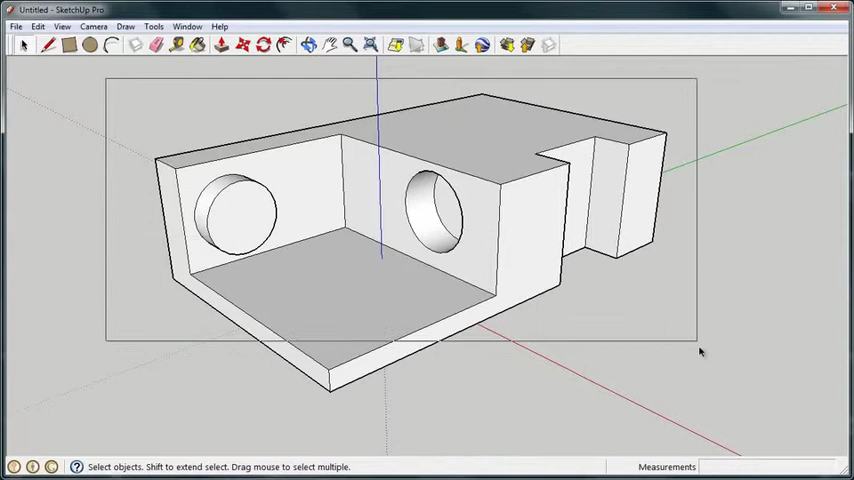 Untitled - SketchUp Pro
File Edit View Camera Draw Tools Window Help
Select objects. Shift to extend select. Drag mouse to select multiple.
Measurements